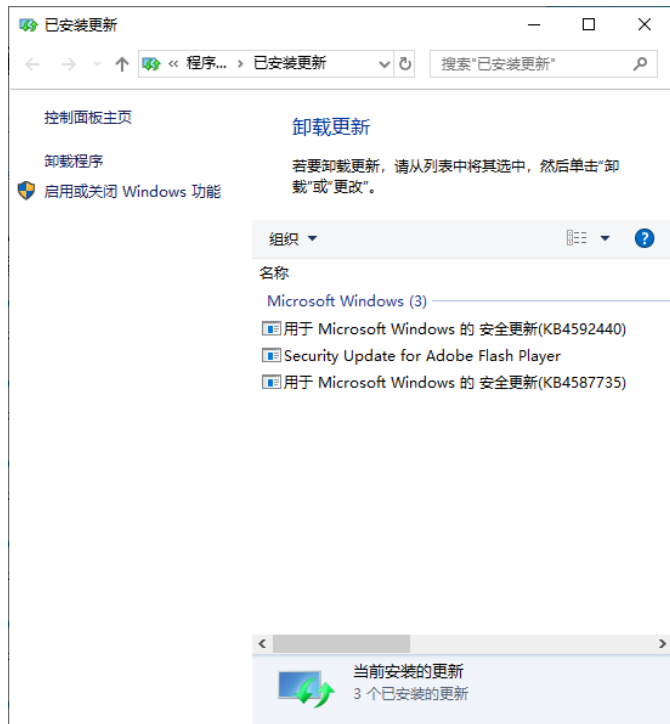 已安装更新
« 程序... › 已安装更新
搜索"已安装更新"
控制面板主页
卸载程序
启用或关闭 Windows 功能
卸载更新
若要卸载更新，请从列表中将其选中，然后单击“卸
载”或“更改”。
组织
名称
Microsoft Windows (3)
用于 Microsoft Windows 的 安全更新(KB4592440)
Security Update for Adobe Flash Player
用于 Microsoft Windows 的 安全更新(KB4587735)
当前安装的更新
3 个已安装的更新